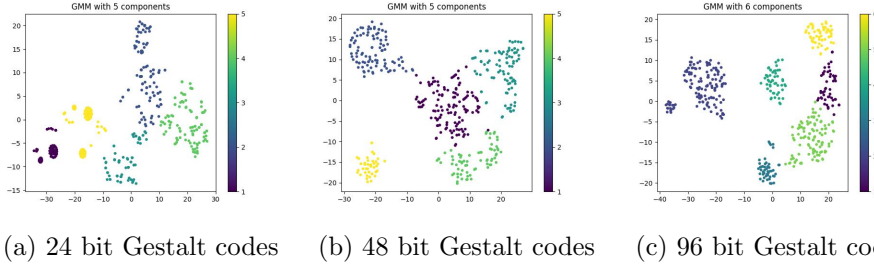 GMM with 5 components GMM with 5 components GMM with 6 components
20 15 10 5 0 −5 −10 −15
−30 −20 −10 0 10 20 30
5 4 3 2 1
20 15 10 5 0 −5 −10 −15 −20
−30 −20 −10 0 10 20
5 4 3 2 1
20 15 10 5 0 −5 −10 −15 −20
−40 −30 −20 −10 0 10 20
(a) 24 bit Gestalt codes (b) 48 bit Gestalt codes (c) 96 bit Gestalt co